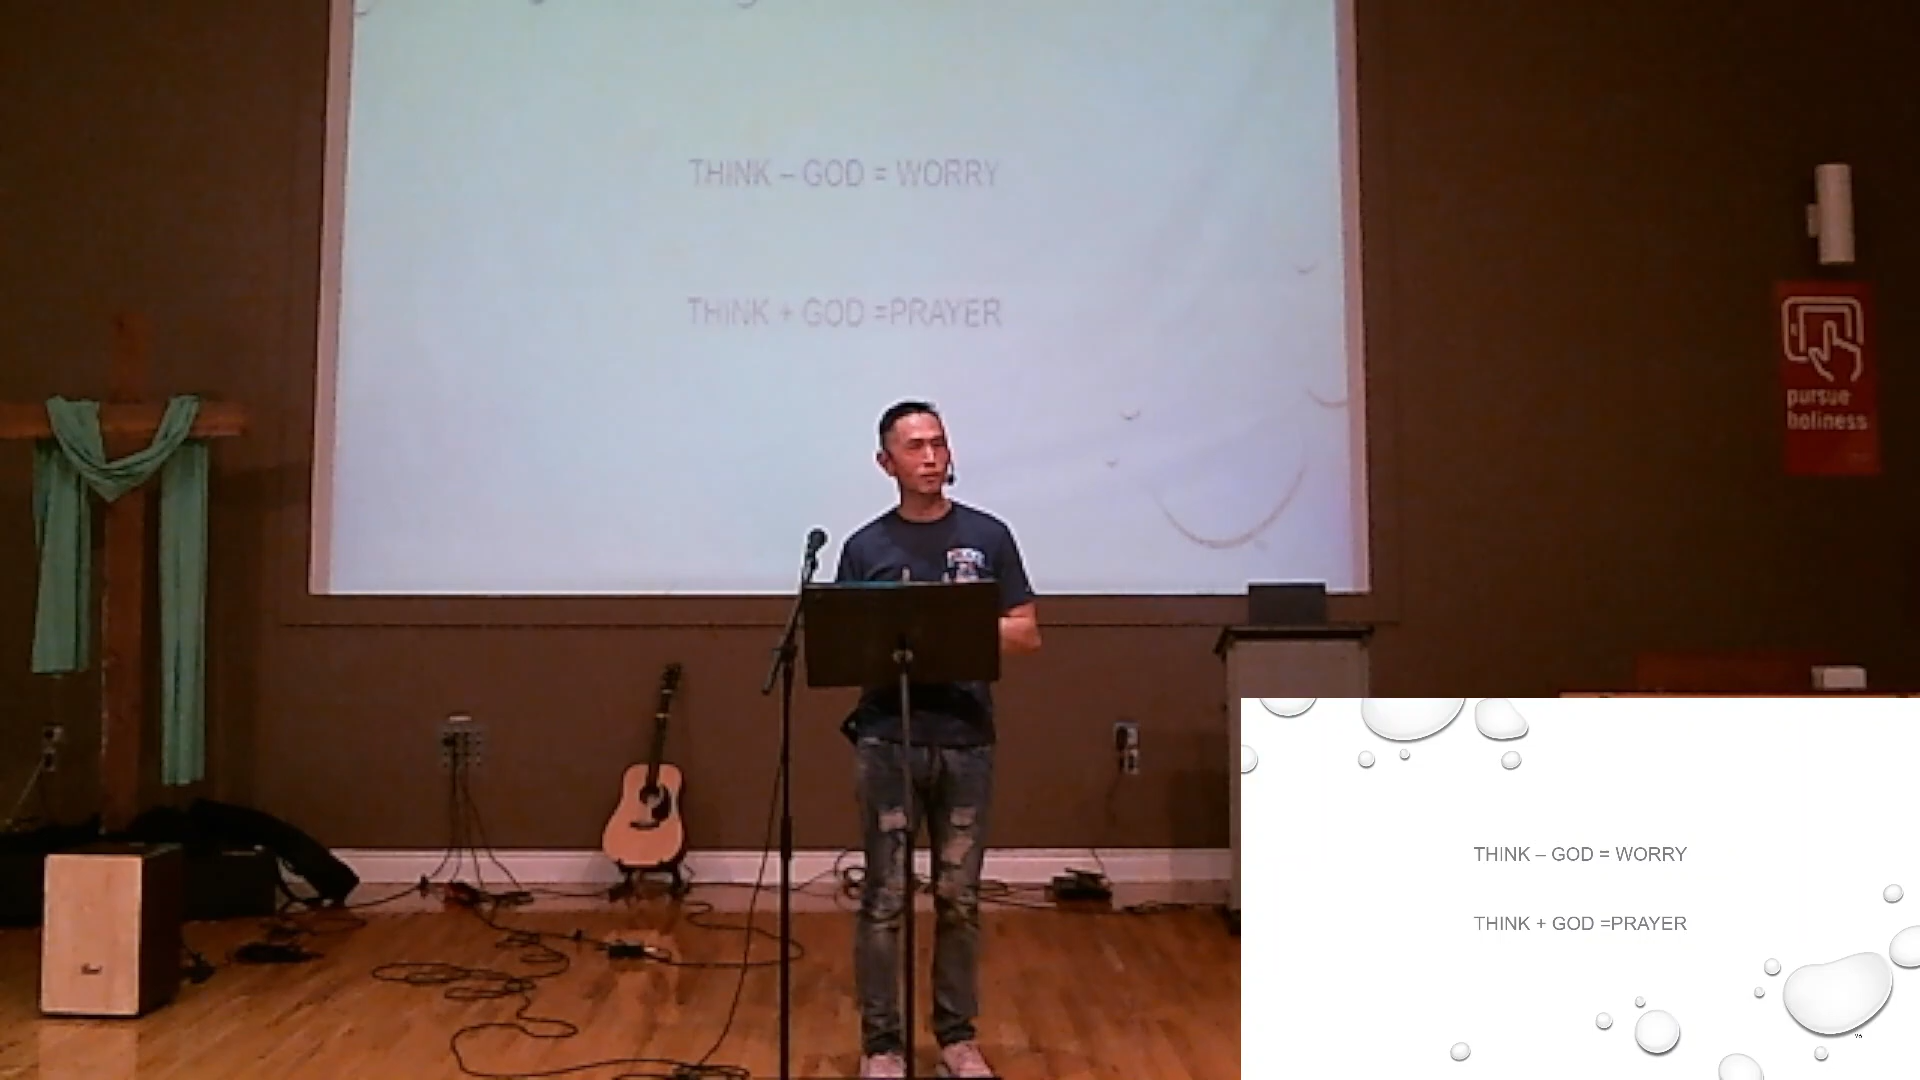 THINK – GOD = WORRY
THINK + GOD =PRAYER
pursue
holiness
THINK – GOD = WORRY
THINK + GOD =PRAYER